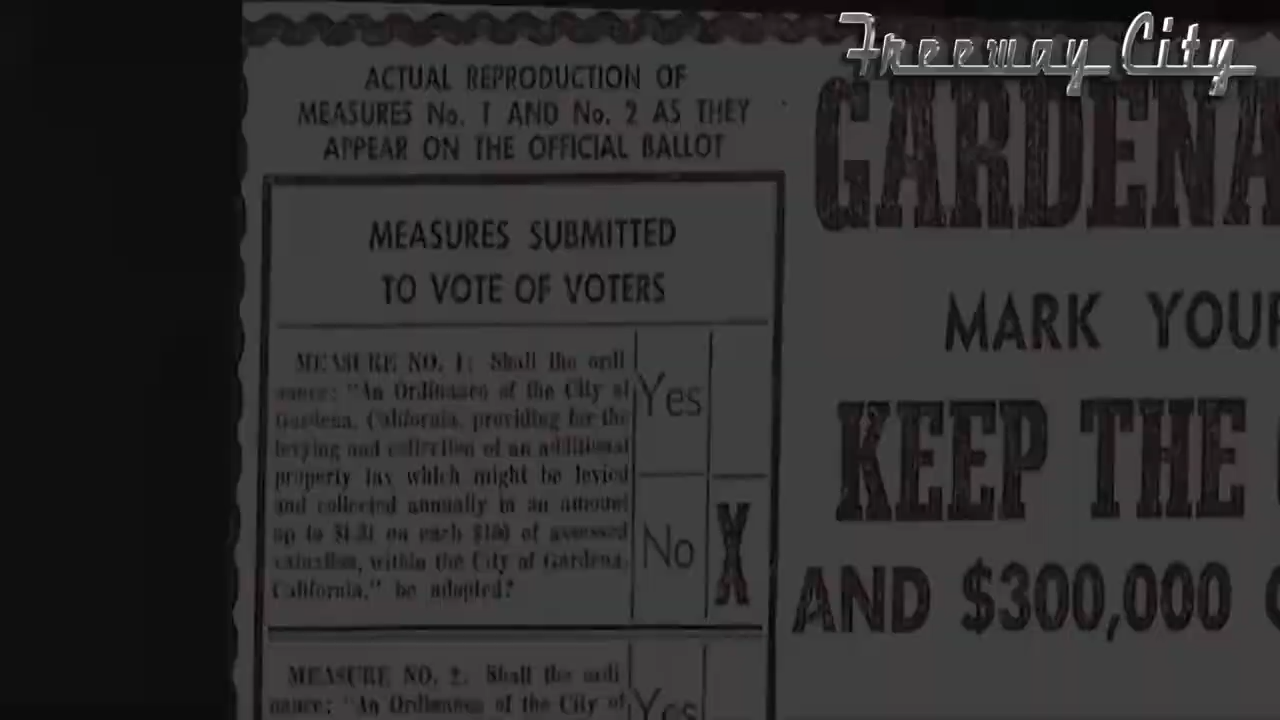 Freeway City
ACTUAL REPRODUCTION OF
MEASURES No. 1 AND No. 2 AS THEY
APPEAR ON THE OFFICIAL BALLOT
MEASURES SUBMITTED
TO VOTE OF VOTERS
MEASURE NO. 1: Shall the ordi
nance: "An Ordinance of the City of
Gardena, California, providing for the
levying and collection of an additional
property tax which might be levied
and collected annually in an amount
up to $1.31 on each $100 of assessed
valuation, within the City of Gardena,
California," be adopted?
Yes
No X
MEASURE NO. 2. Shall the ordi
nance: "An Ordinance of the City of
Yes
GARDENA
MARK YOUR
KEEP THE
AND $300,000